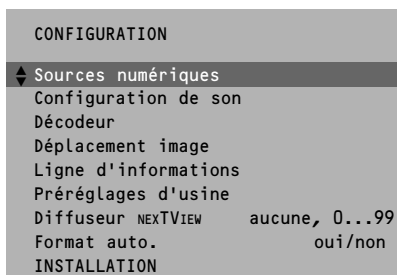 CONFIGURATION
Sources numériques
Configuration de son
Décodeur
Déplacement image
Ligne d'informations
Préréglages d'usine
Diffuseur NEXTVIEW aucune, 0...99
Format auto. oui/non
INSTALLATION